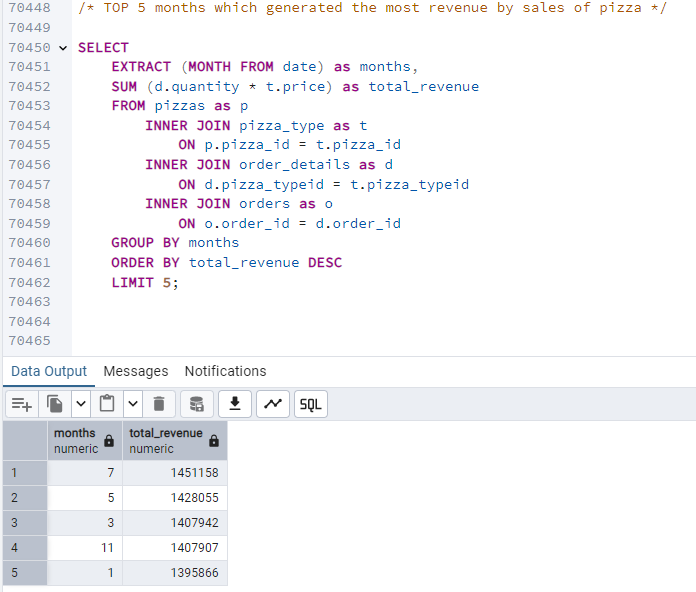 70448 /* TOP 5 months which generated the most revenue by sales of pizza */
70449
70450 SELECT
70451 EXTRACT (MONTH FROM date) as months,
70452 SUM (d.quantity * t.price) as total_revenue
70453 FROM pizzas as p
70454 INNER JOIN pizza_type as t
70455 ON p.pizza_id = t.pizza_id
70456 INNER JOIN order_details as d
70457 ON d.pizza_typeid = t.pizza_typeid
70458 INNER JOIN orders as o
70459 ON o.order_id = d.order_id
70460 GROUP BY months
70461 ORDER BY total_revenue DESC
70462 LIMIT 5;
70463
70464
70465
Data Output Messages Notifications
SQL
months total_revenue
numeric numeric
1 7 1451158
2 5 1428055
3 3 1407942
4 11 1407907
5 1 1395866